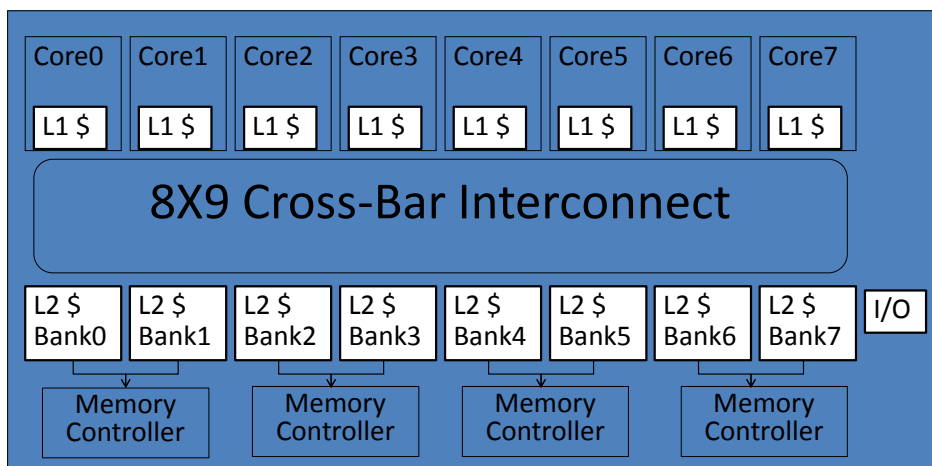 Core0 Core1 Core2 Core3 Core4 Core5 Core6 Core7
L1 $ L1 $ L1 $ L1 $ L1 $ L1 $ L1 $ L1 $
8X9 Cross-Bar Interconnect
L2 $ L2 $ L2 $ L2 $ L2 $ L2 $ L2 $ L2 $
Bank0 Bank1 Bank2 Bank3 Bank4 Bank5 Bank6 Bank7
I/O
Memory Memory Memory Memory
Controller Controller Controller Controller